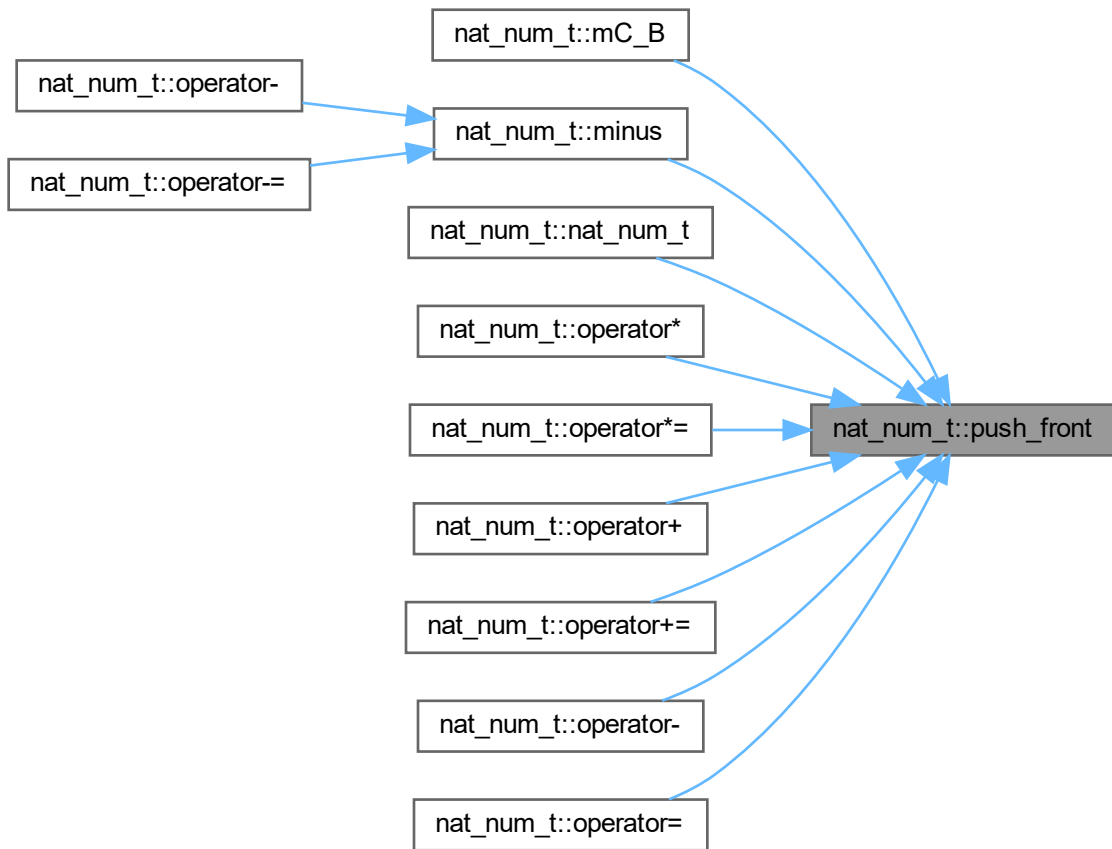 nat_num_t::mC_B
nat_num_t::operator-
nat_num_t::minus
nat_num_t::operator-=
nat_num_t::nat_num_t
nat_num_t::operator*
nat_num_t::operator*=
nat_num_t::push_front
nat_num_t::operator+
nat_num_t::operator+=
nat_num_t::operator-
nat_num_t::operator=